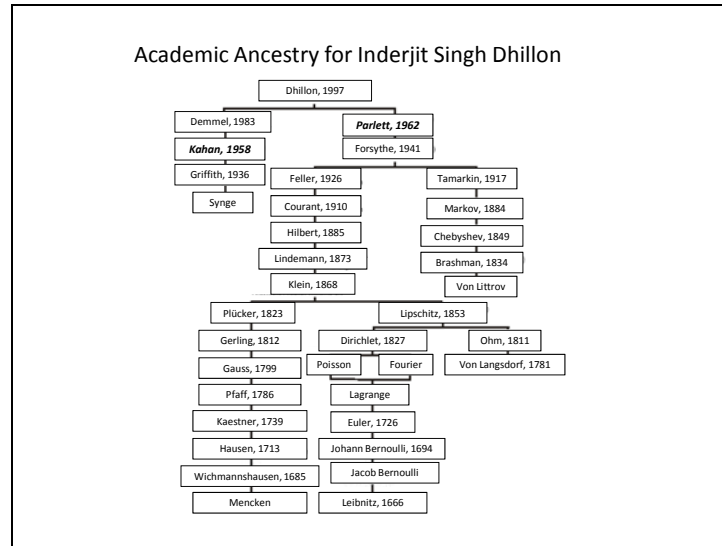 Academic Ancestry for Inderjit Singh Dhillon
Dhillon, 1997
Demmel, 1983
Parlett, 1962
Kahan, 1958
Forsythe, 1941
Griffith, 1936
Feller, 1926
Tamarkin, 1917
Synge
Courant, 1910
Markov, 1884
Hilbert, 1885
Chebyshev, 1849
Lindemann, 1873
Brashman, 1834
Klein, 1868
Von Littrov
Plücker, 1823
Lipschitz, 1853
Gerling, 1812
Dirichlet, 1827
Ohm, 1811
Gauss, 1799
Poisson
Fourier
Von Langsdorf, 1781
Pfaff, 1786
Lagrange
Kaestner, 1739
Euler, 1726
Hausen, 1713
Johann Bernoulli, 1694
Wichmannshausen, 1685
Jacob Bernoulli
Mencken
Leibnitz, 1666